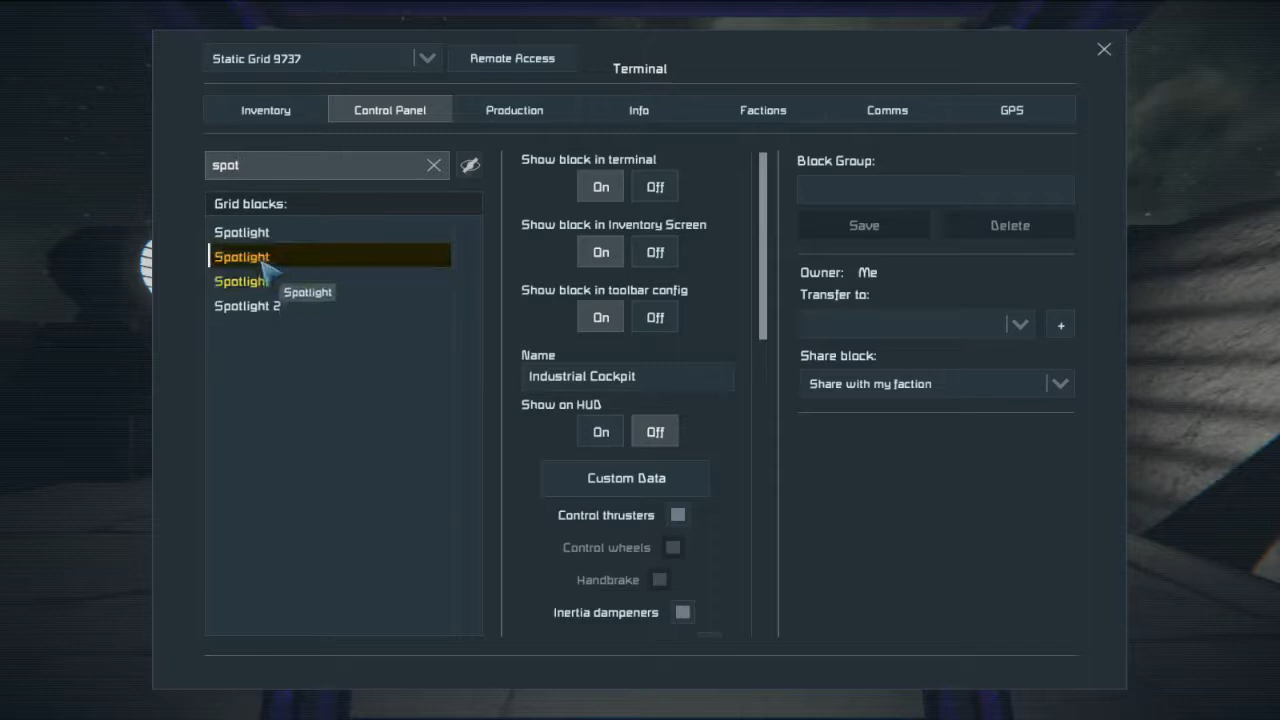 Static Grid 9737
Remote Access
Terminal
Inventory
Control Panel
Production
Info
Factions
Comms
GPS
spot
Grid blocks:
Spotlight
Spotlight
Spotlight
Spotlight 2
Spotlight
Show block in terminal
On Off
Show block in Inventory Screen
On Off
Show block in toolbar config
On Off
Name
Industrial Cockpit
Show on HUD
On Off
Custom Data
Control thrusters
Control wheels
Handbrake
Inertia dampeners
Block Group:
Save Delete
Owner: Me
Transfer to:
+
Share block:
Share with my faction